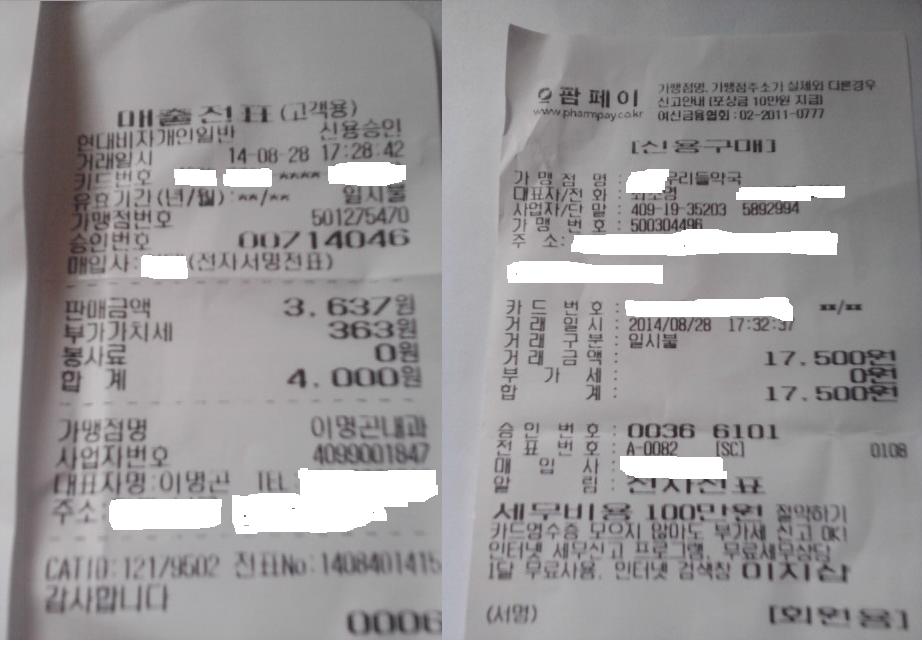 매출전표(고객용)
현대비자개인일반 신용승인
거래일시 14-08-28 17:28:42
카드번호 ****
유효기간(년/월):**/** 일시불
가맹점번호 501275470
승인번호 00714046
매입사: (전자서명전표)
판매금액 3.637원
부가가치세 363원
봉사료 0원
합 계 4.000원
가맹점명 이명곤내과
사업자번호 4099001847
대표자명:이명곤 TEL
주소
CATID:12179502 전표No:1408401415
감사합니다
0006
팜페이
www.pharmpay.co.kr
가맹점명, 가맹점주소가 실제와 다른경우
신고안내 [포상금 10만원 지급]
여신금융협회:02-2011-0777
[신용구매]
가 맹 점 명 : 우리들약국
대표자/전 화 :
사업자/단 말 : 409-19-35203 5892994
가 맹 번 호 : 500304496
주 소:
카 드 번 호 : **/**
거 래 일 시 : 2014/08/28 17:32:37
거 래 구 분 : 일시불
거 래 금 액 : 17.500원
부 가 세 : 0원
합 계 : 17.500원
승 인 번 호 : 0036 6101
전 표 번 호 : A-0082 [SC] 0108
매 입 사 :
알 림 : 전자전표
세무비용 100만원 절약하기
카드영수증 모으지 않아도 부가세 신고 OK!
인터넷 세무신고 프로그램, 무료세무상담
1달 무료사용, 인터넷 검색창 이지샵
(서명) [회원용]